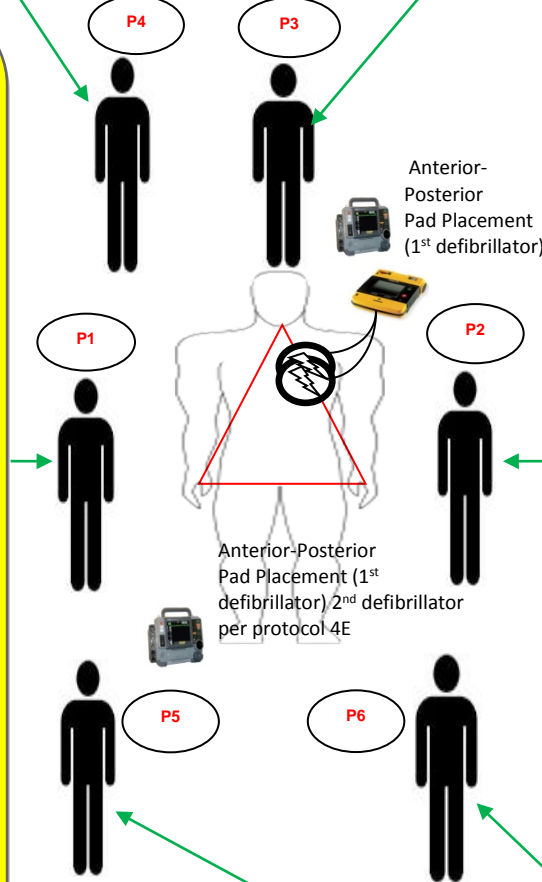 P4
P3
Anterior-
Posterior
Pad Placement
(1st defibrillator)
P1
P2
Anterior-Posterior
Pad Placement (1st
defibrillator) 2nd defibrillator
per protocol 4E
P5
P6